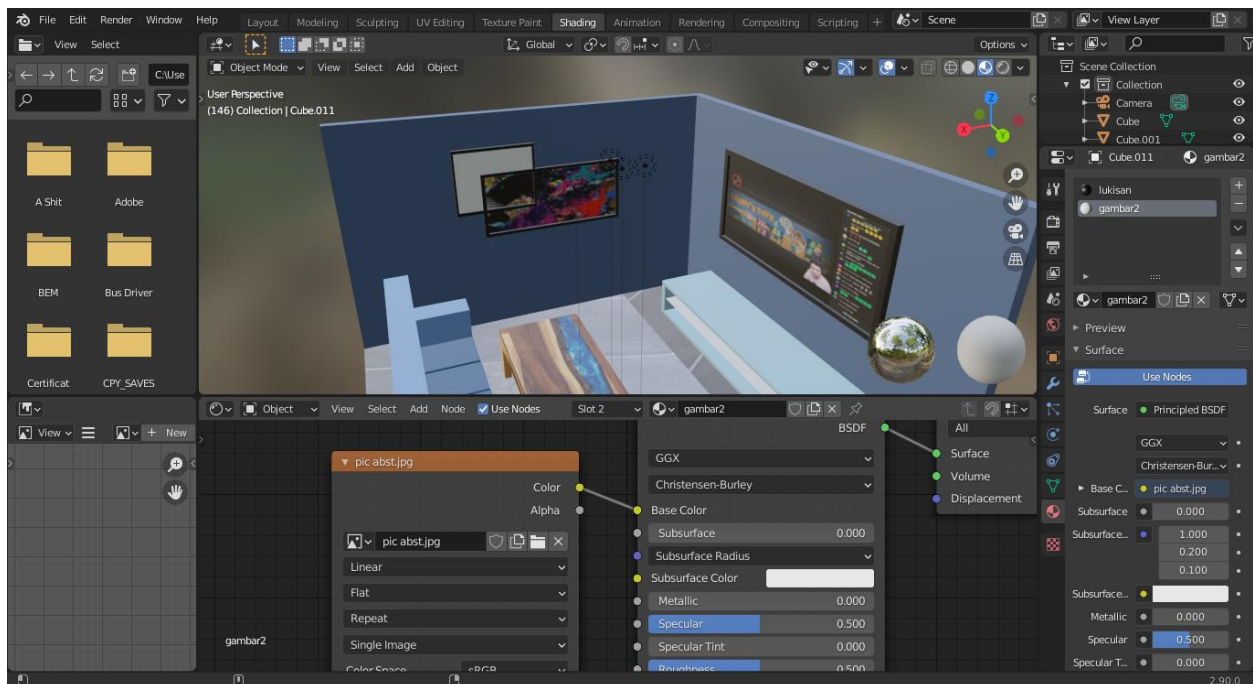 File Edit Render Window Help Layout Modeling Sculpting UV Editing Texture Paint Shading Animation Rendering Compositing Scripting + Scene View Layer
View Select Global Options
C:\Use
Object Mode View Select Add Object
User Perspective
(146) Collection | Cube.011
A Shit Adobe
BEM Bus Driver
Certificat CPY_SAVES
X
Y
Z
Scene Collection
Collection
Camera
Cube
Cube.001
Cube.011 gambar2
lukisan
gambar2
gambar2
Preview
Surface
Use Nodes
Surface Principled BSDF
GGX
Christensen-Bur...
Base C... pic abst.jpg
Subsurface 0.000
Subsurface... 1.000
0.200
0.100
Subsurface...
Metallic 0.000
Specular 0.500
Specular T... 0.000
View + New
Object View Select Add Node Use Nodes Slot 2 gambar2
pic abst.jpg
Color
Alpha
pic abst.jpg
Linear
Flat
Repeat
Single Image
Color Space sRGB
gambar2
BSDF
GGX
Christensen-Burley
Base Color
Subsurface 0.000
Subsurface Radius
Subsurface Color
Metallic 0.000
Specular 0.500
Specular Tint 0.000
Roughness 0.500
All
Surface
Volume
Displacement
2.90.0